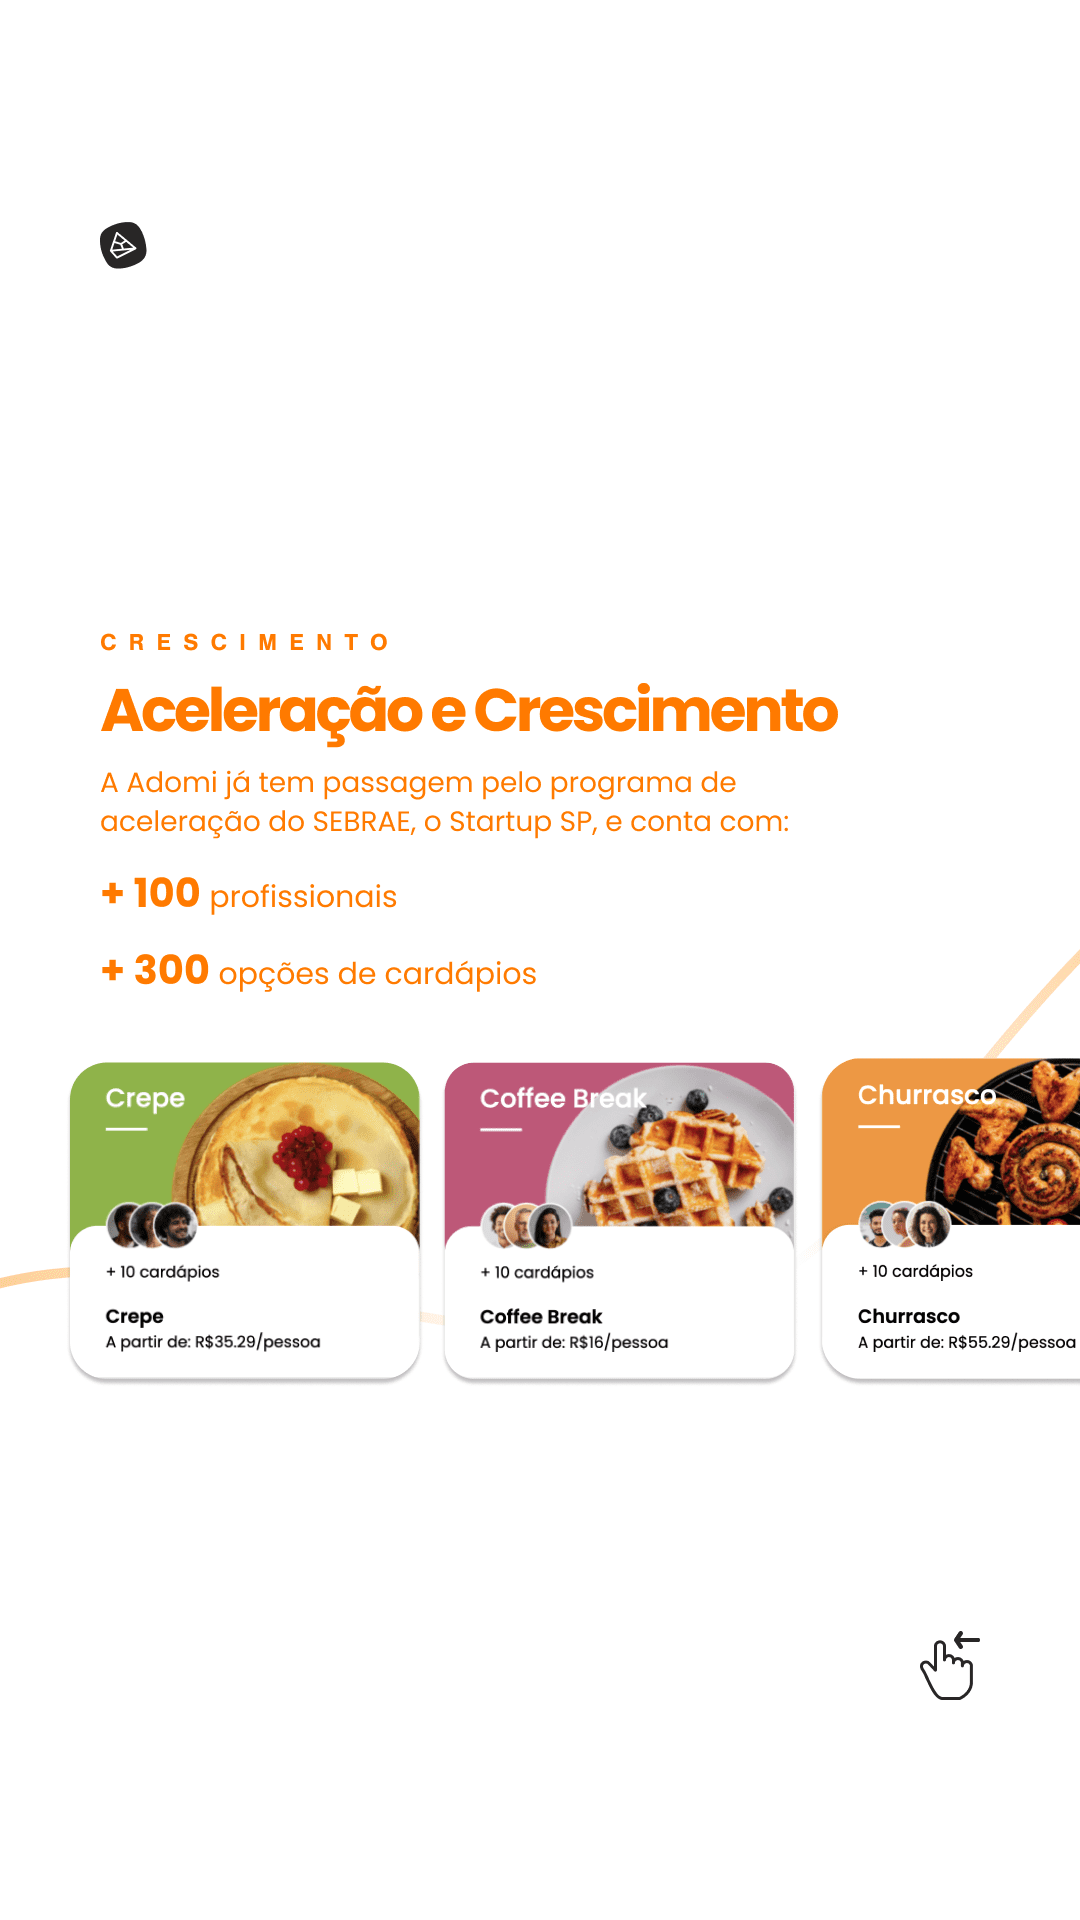 CRESCIMENTO
Aceleração e Crescimento
A Adomi já tem passagem pelo programa de
aceleração do SEBRAE, o Startup SP, e conta com:
+ 100 profissionais
+ 300 opções de cardápios
Crepe
+ 10 cardápios
Crepe
A partir de: R$35.29/pessoa
Coffee Break
+ 10 cardápios
Coffee Break
A partir de: R$16/pessoa
Churrasco
+ 10 cardápios
Churrasco
A partir de: R$55.29/pessoa